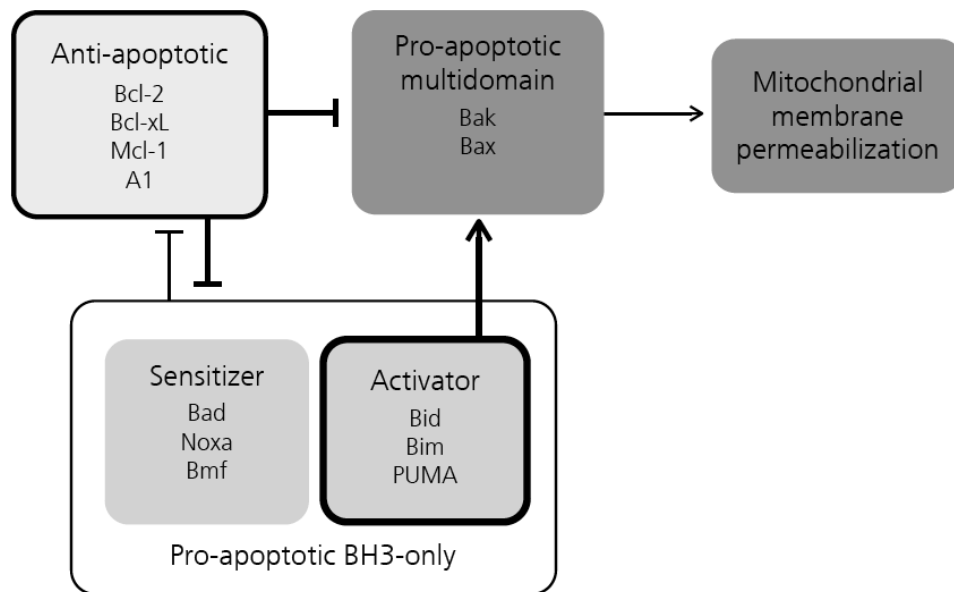 Anti-apoptotic
Bcl-2
Bcl-xL
Mcl-1
A1
Pro-apoptotic
multidomain
Bak
Bax
Mitochondrial
membrane
permeabilization
Sensitizer
Bad
Noxa
Bmf
Activator
Bid
Bim
PUMA
Pro-apoptotic BH3-only